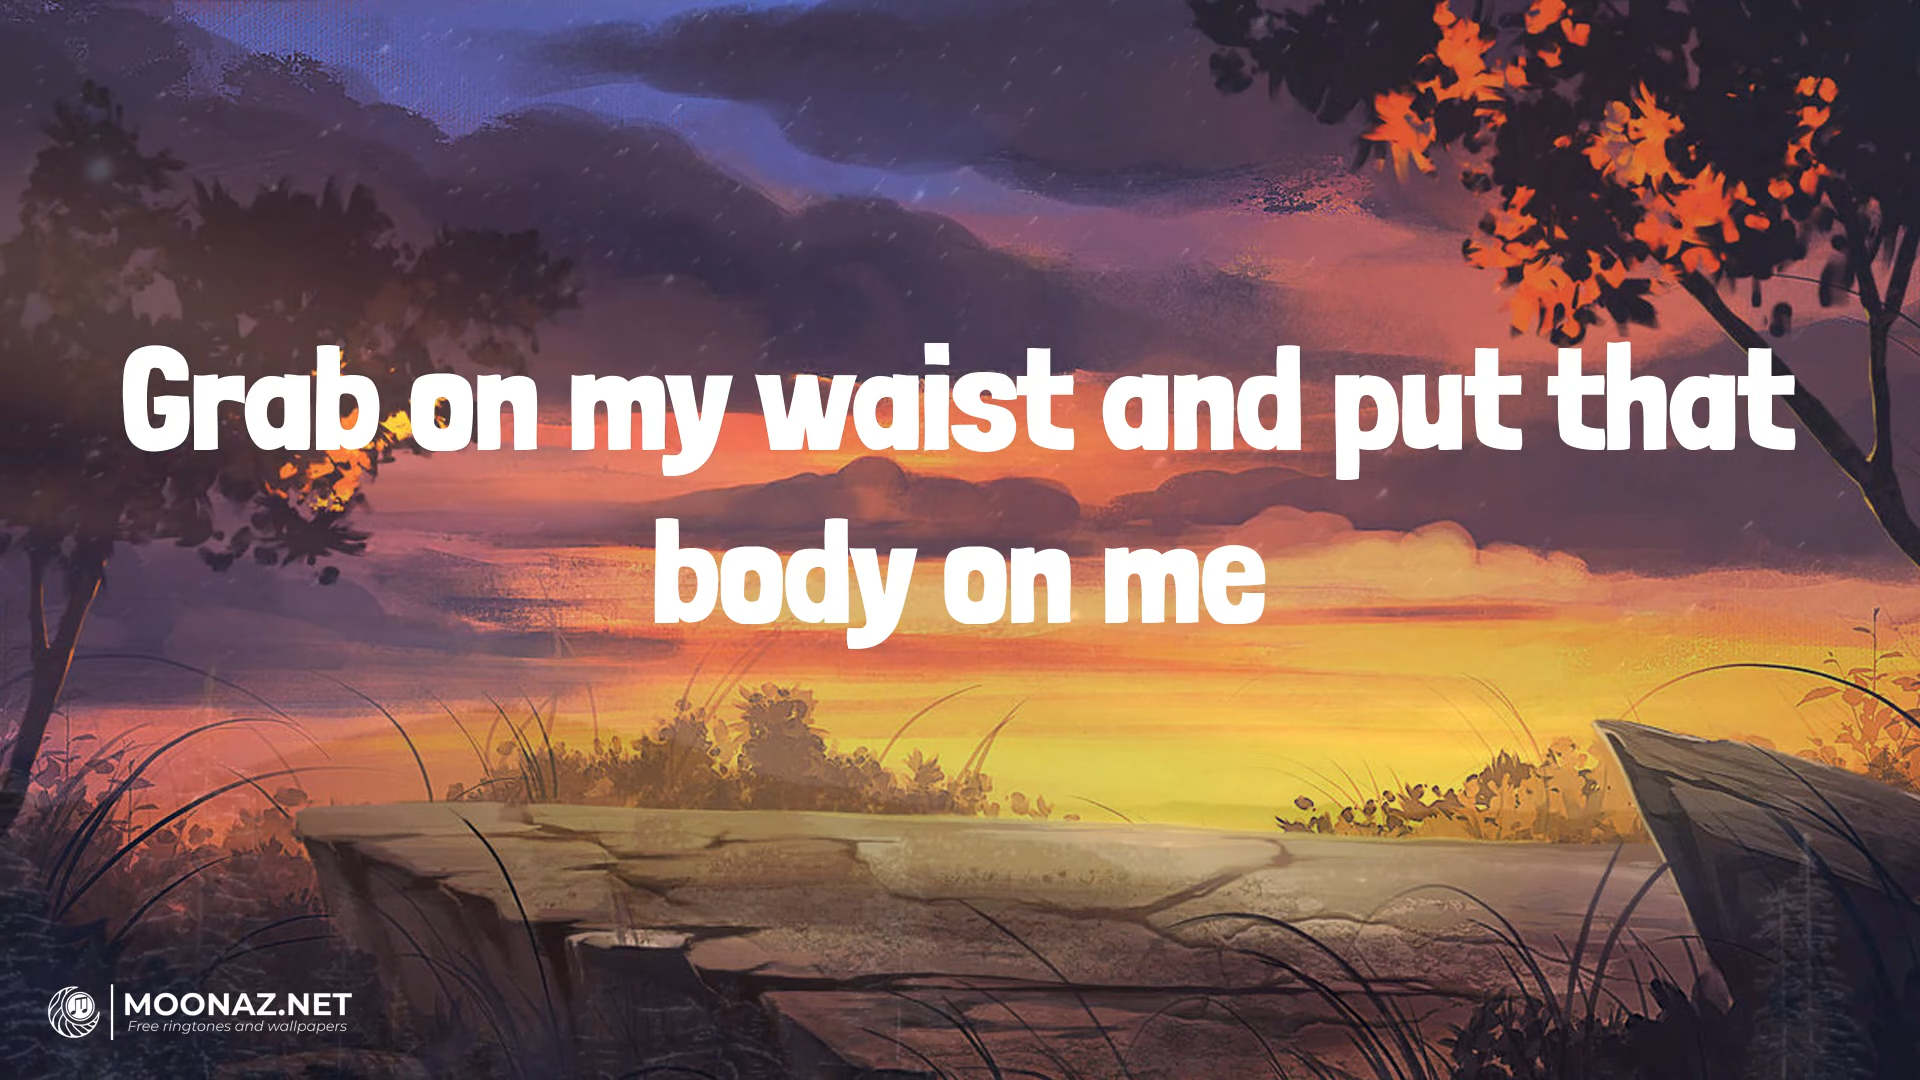 Grab on my waist and put that
body on me
MOONAZ.NET
Free ringtones and wallpapers